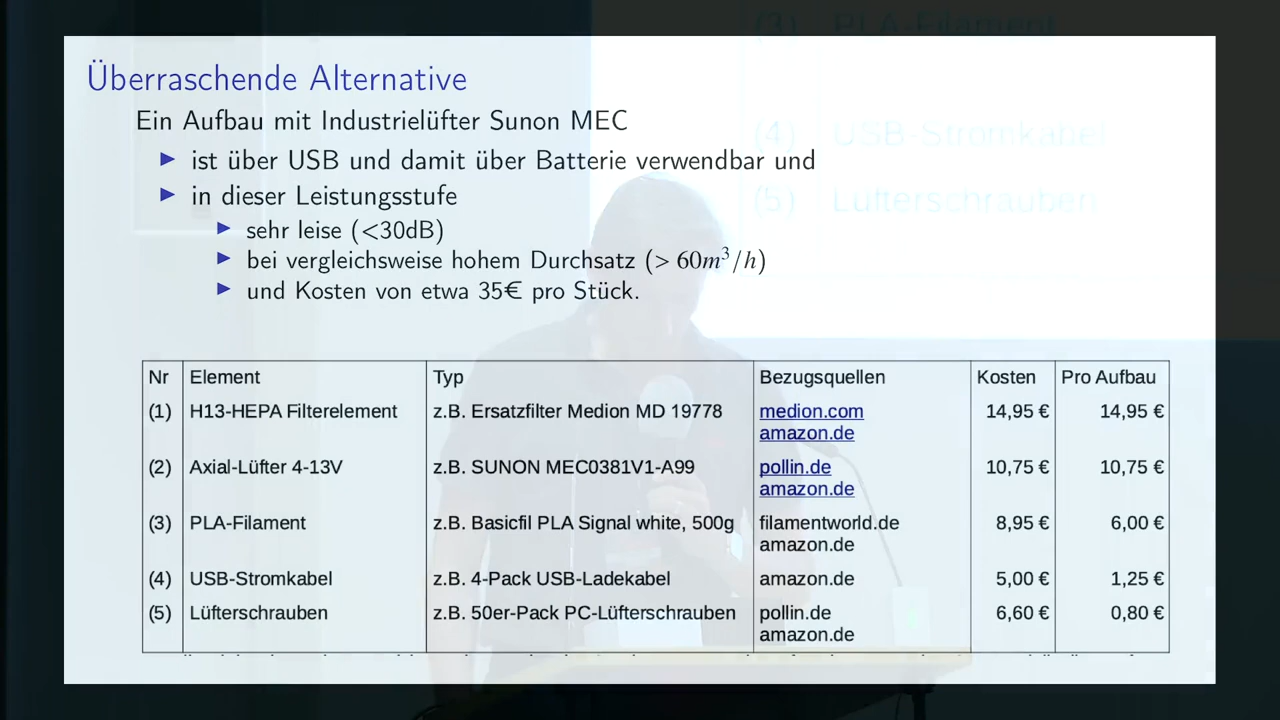 Überraschende Alternative
Ein Aufbau mit Industrielüfter Sunon MEC
▶ ist über USB und damit über Batterie verwendbar und
▶ in dieser Leistungsstufe
▶ sehr leise (<30dB)
▶ bei vergleichsweise hohem Durchsatz (> 60m³/h)
▶ und Kosten von etwa 35€ pro Stück.
Nr Element Typ Bezugsquellen Kosten Pro Aufbau
(1) H13-HEPA Filterelement z.B. Ersatzfilter Medion MD 19778 medion.com 14,95 € 14,95 €
amazon.de
(2) Axial-Lüfter 4-13V z.B. SUNON MEC0381V1-A99 pollin.de 10,75 € 10,75 €
amazon.de
(3) PLA-Filament z.B. Basicfil PLA Signal white, 500g filamentworld.de 8,95 € 6,00 €
amazon.de
(4) USB-Stromkabel z.B. 4-Pack USB-Ladekabel amazon.de 5,00 € 1,25 €
(5) Lüfterschrauben z.B. 50er-Pack PC-Lüfterschrauben pollin.de 6,60 € 0,80 €
amazon.de
(3) PLA-Filament
(4) USB-Stromkabel
(5) Lüfterschrauben